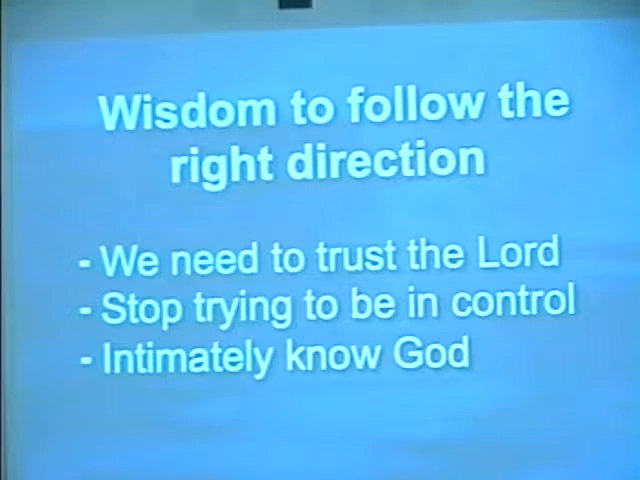 Wisdom to follow the
right direction
- We need to trust the Lord
- Stop trying to be in control
- Intimately know God